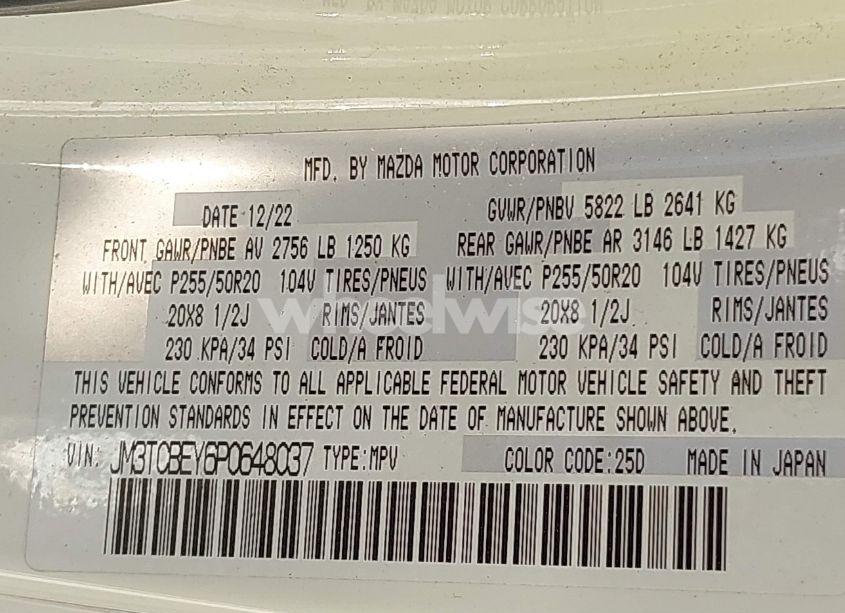 MFD. BY MAZDA MOTOR CORPORATION
DATE 12/22 GVWR/PNBV 5822 LB 2641 KG
FRONT GAWR/PNBE AV 2756 LB 1250 KG REAR GAWR/PNBE AR 3146 LB 1427 KG
WITH/AVEC P255/50R20 104V TIRES/PNEUS WITH/AVEC P255/50R20 104V TIRES/PNEUS
20X8 1/2J RIMS/JANTES 20X8 1/2J RIMS/JANTES
wheelwise
230 KPA/34 PSI COLD/A FROID 230 KPA/34 PSI COLD/A FROID
THIS VEHICLE CONFORMS TO ALL APPLICABLE FEDERAL MOTOR VEHICLE SAFETY AND THEFT
PREVENTION STANDARDS IN EFFECT ON THE DATE OF MANUFACTURE SHOWN ABOVE.
VIN: JM3TCBEY6P0648037 TYPE:MPV COLOR CODE:25D MADE IN JAPAN